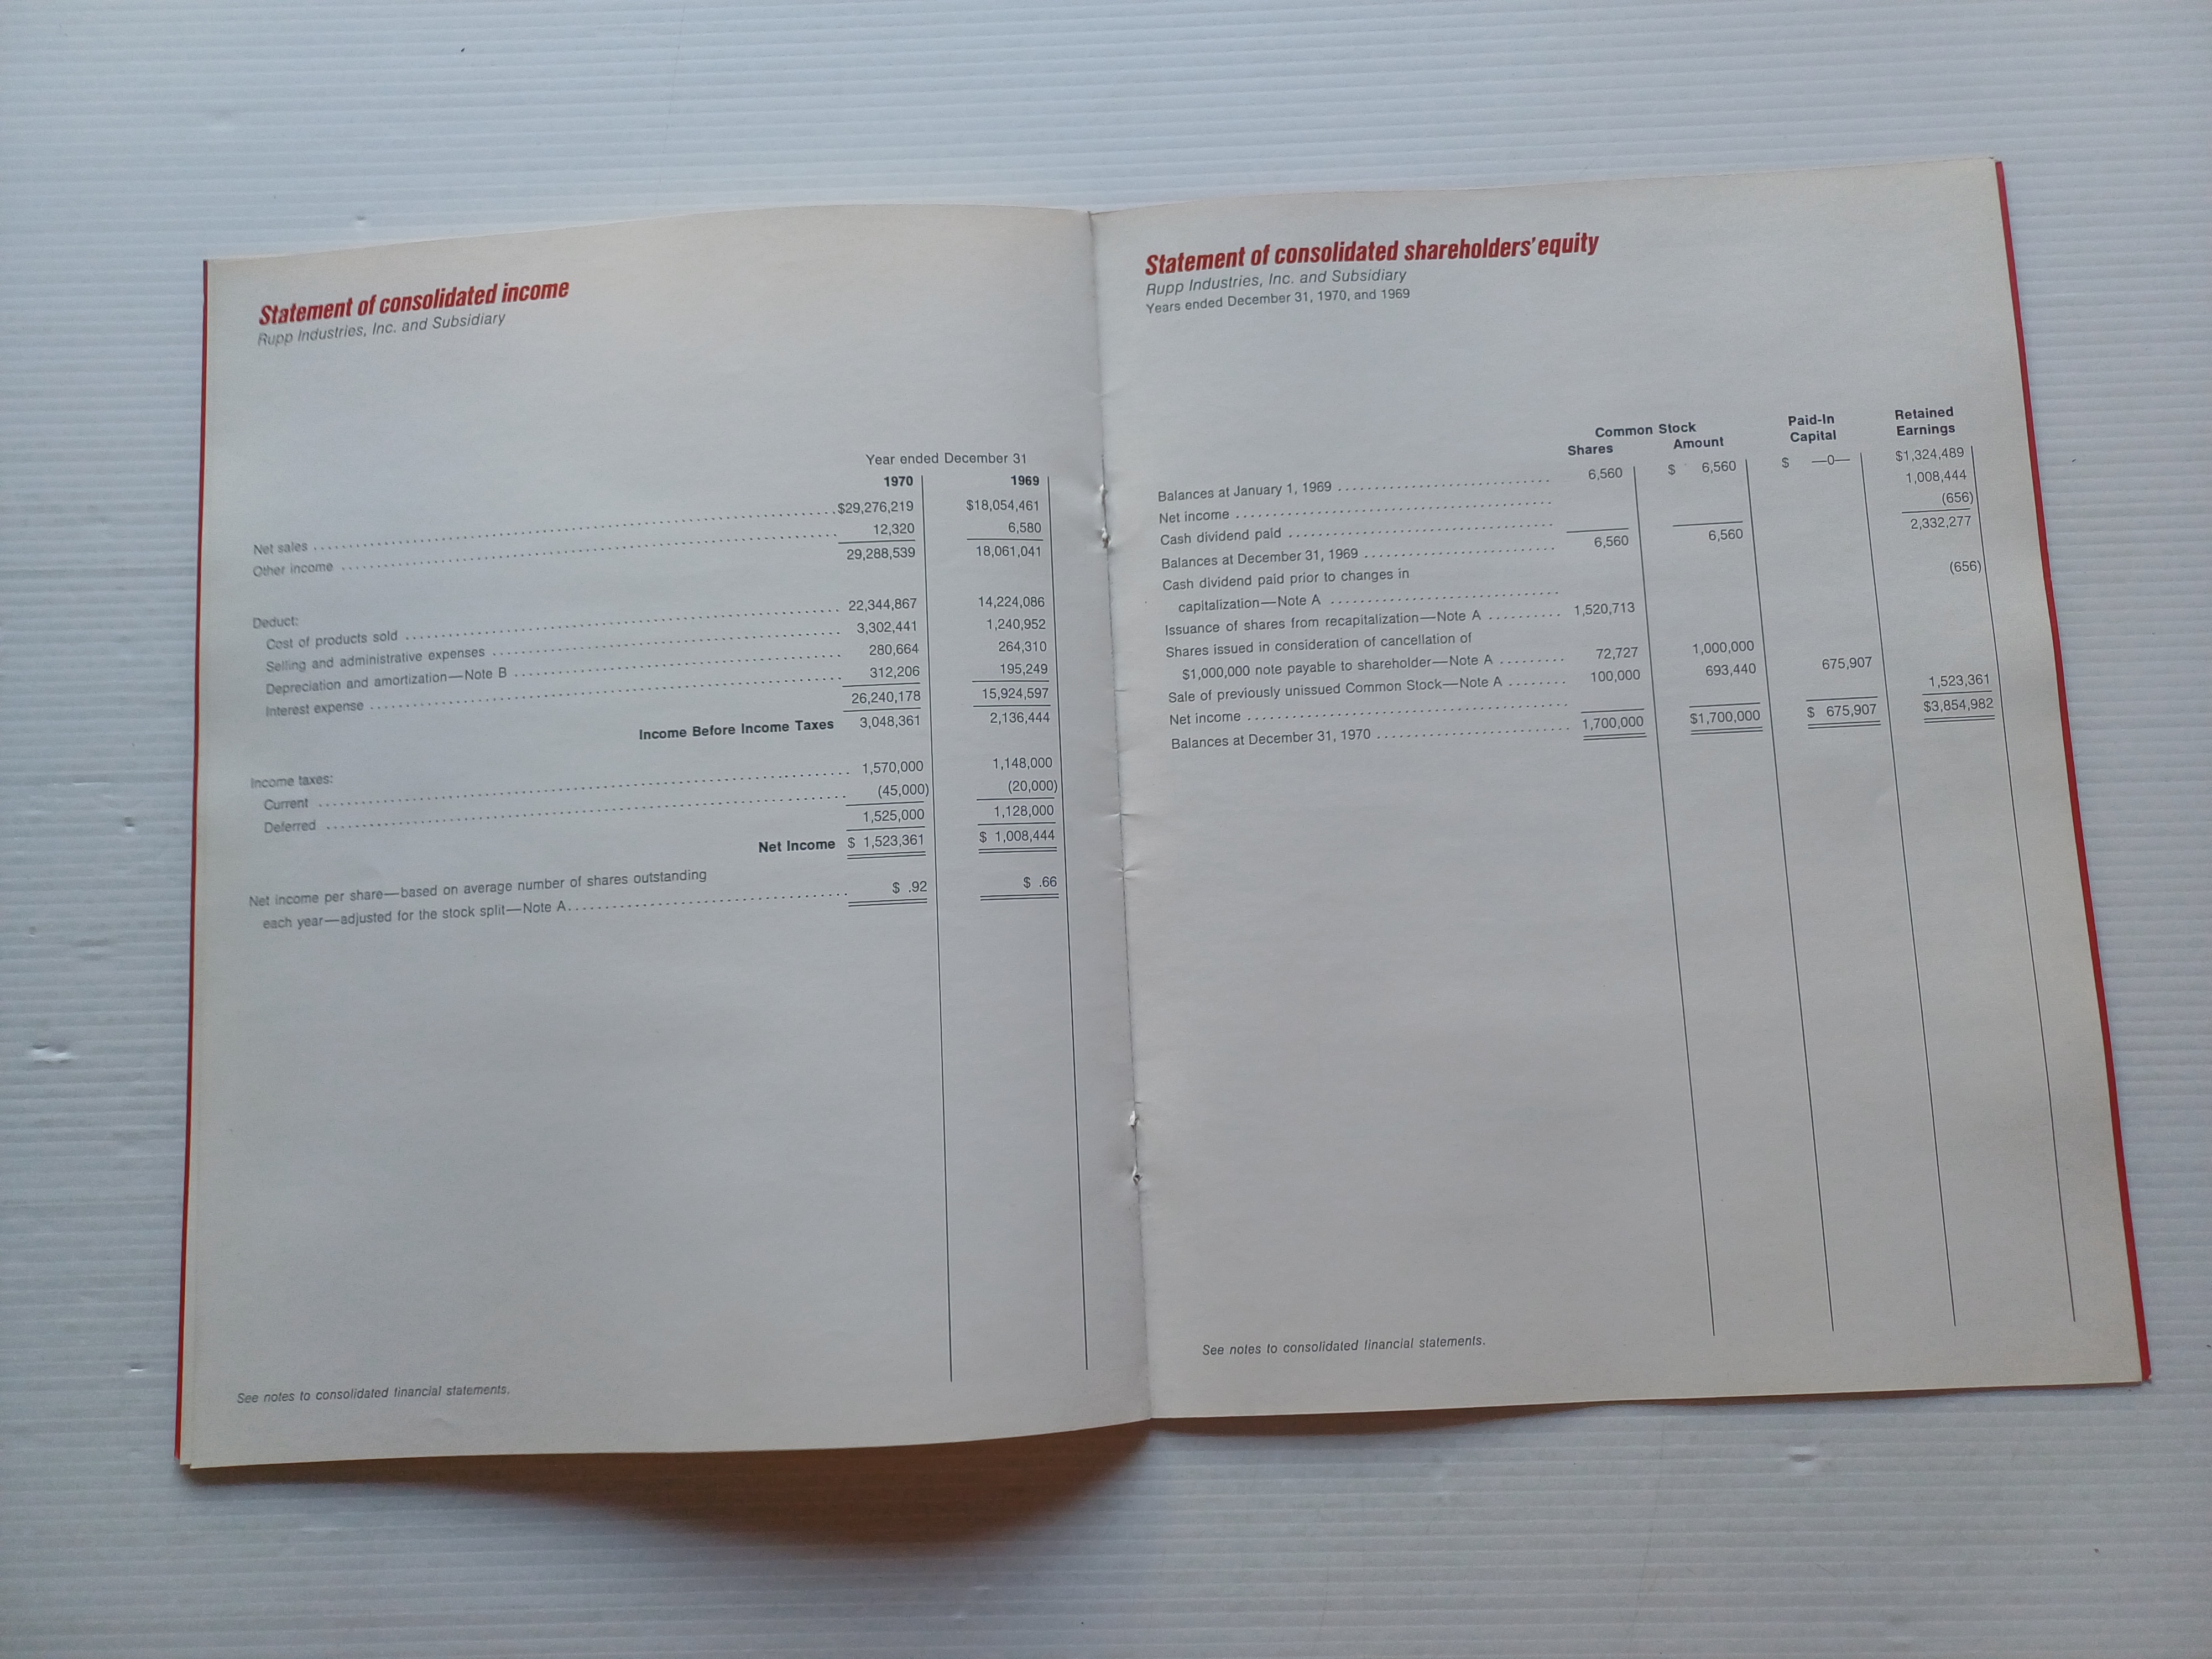 Statement of consolidated income
Rupp Industries, Inc. and Subsidiary
Year ended December 31
1970 1969
Net sales $29,276,219 $18,054,461
Other income 12,320 6,580
29,288,539 18,061,041
Deduct:
Cost of products sold 22,344,867 14,224,086
Selling and administrative expenses 3,302,441 1,240,952
Depreciation and amortization—Note B 280,664 264,310
Interest expense 312,206 195,249
26,240,178 15,924,597
Income Before Income Taxes 3,048,361 2,136,444
Income taxes:
Current 1,570,000 1,148,000
Deferred (45,000) (20,000)
1,525,000 1,128,000
Net Income $ 1,523,361 $ 1,008,444
Net income per share—based on average number of shares outstanding
each year—adjusted for the stock split—Note A $ .92 $ .66
See notes to consolidated financial statements.
Statement of consolidated shareholders' equity
Rupp Industries, Inc. and Subsidiary
Years ended December 31, 1970, and 1969
Common Stock Paid-In Retained
Shares Amount Capital Earnings
Balances at January 1, 1969 6,560 $ 6,560 $ —0— $1,324,489
Net income 1,008,444
Cash dividend paid (656)
Balances at December 31, 1969 6,560 6,560 2,332,277
Cash dividend paid prior to changes in
capitalization—Note A (656)
Issuance of shares from recapitalization—Note A 1,520,713
Shares issued in consideration of cancellation of
$1,000,000 note payable to shareholder—Note A 72,727 1,000,000
Sale of previously unissued Common Stock—Note A 100,000 693,440 675,907
Net income 1,523,361
Balances at December 31, 1970 1,700,000 $1,700,000 $ 675,907 $3,854,982
See notes to consolidated financial statements.